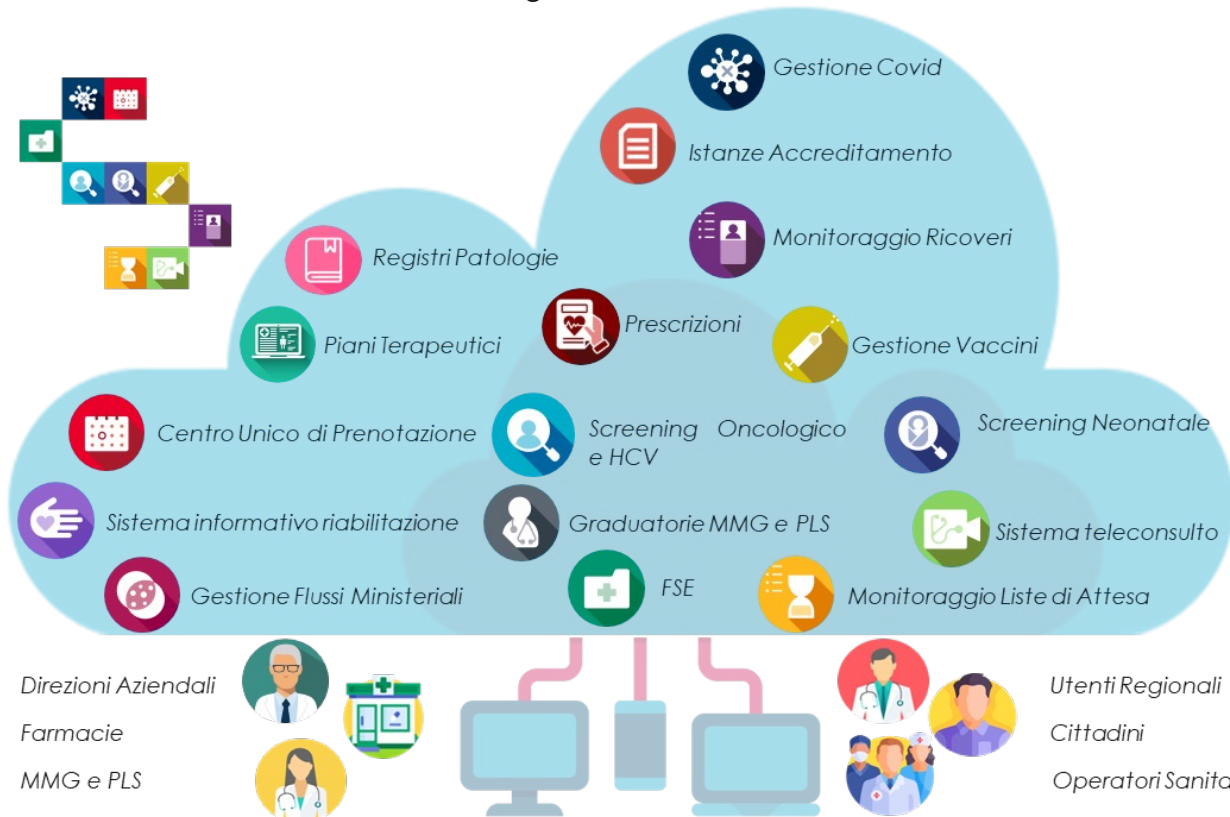 Gestione Covid
Istanze Accreditamento
Monitoraggio Ricoveri
Registri Patologie
Prescrizioni
Piani Terapeutici
Gestione Vaccini
Centro Unico di Prenotazione
Screening Oncologico
e HCV
Screening Neonatale
Sistema informativo riabilitazione
Graduatorie MMG e PLS
Sistema teleconsulto
Gestione Flussi Ministeriali
FSE
Monitoraggio Liste di Attesa
Direzioni Aziendali
Farmacie
MMG e PLS
Utenti Regionali
Cittadini
Operatori Sanita